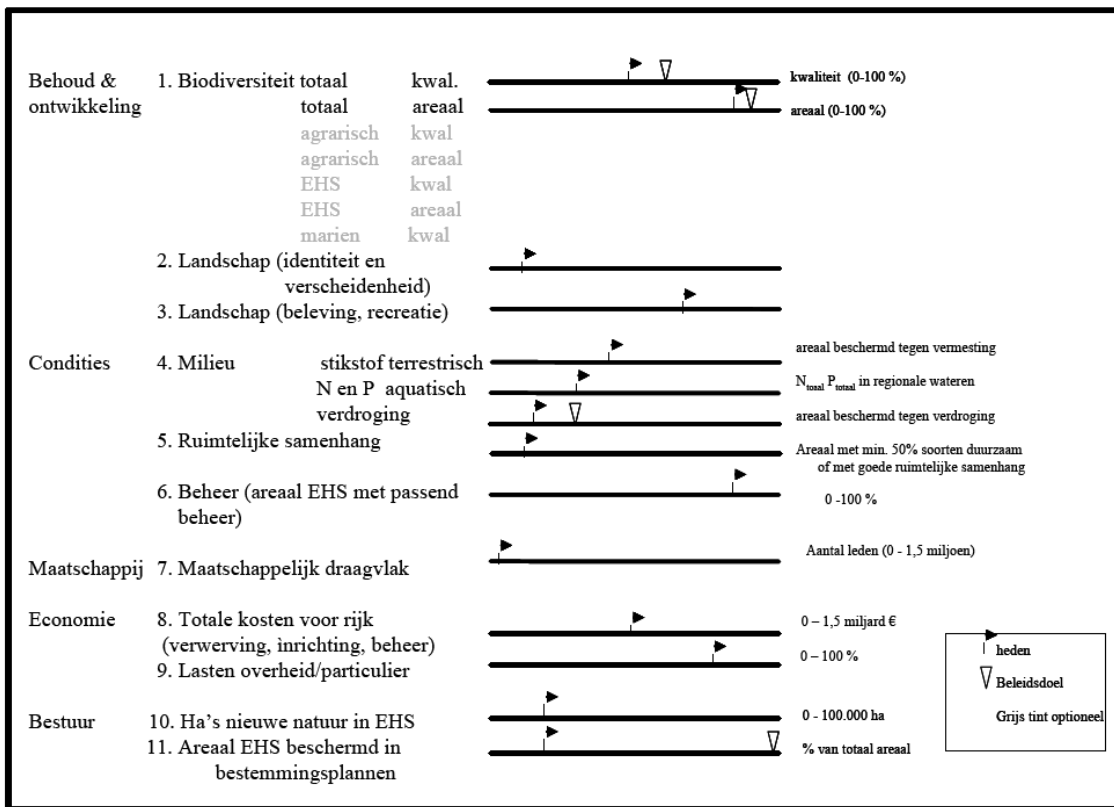 Behoud & 1. Biodiversiteit totaal kwal. kwaliteit (0-100 %)
ontwikkeling totaal areaal areaal (0-100 %)
agrarisch kwal
agrarisch areaal
EHS kwal
EHS areaal
marien kwal
2. Landschap (identiteit en
verscheidenheid)
3. Landschap (beleving, recreatie)
Condities 4. Milieu stikstof terrestrisch areaal beschermd tegen vermesting
N en P aquatisch N totaal P totaal in regionale wateren
verdroging areaal beschermd tegen verdroging
5. Ruimtelijke samenhang Areaal met min. 50% soorten duurzaam
of met goede ruimtelijke samenhang
6. Beheer (areaal EHS met passend 0 -100 %
beheer)
Maatschappij 7. Maatschappelijk draagvlak Aantal leden (0 - 1,5 miljoen)
Economie 8. Totale kosten voor rijk 0 – 1,5 miljard €
(verwerving, inrichting, beheer)
9. Lasten overheid/particulier 0 – 100 %
Bestuur 10. Ha's nieuwe natuur in EHS 0 - 100.000 ha
11. Areaal EHS beschermd in % van totaal areaal
bestemmingsplannen
heden
Beleidsdoel
Grijs tint optioneel